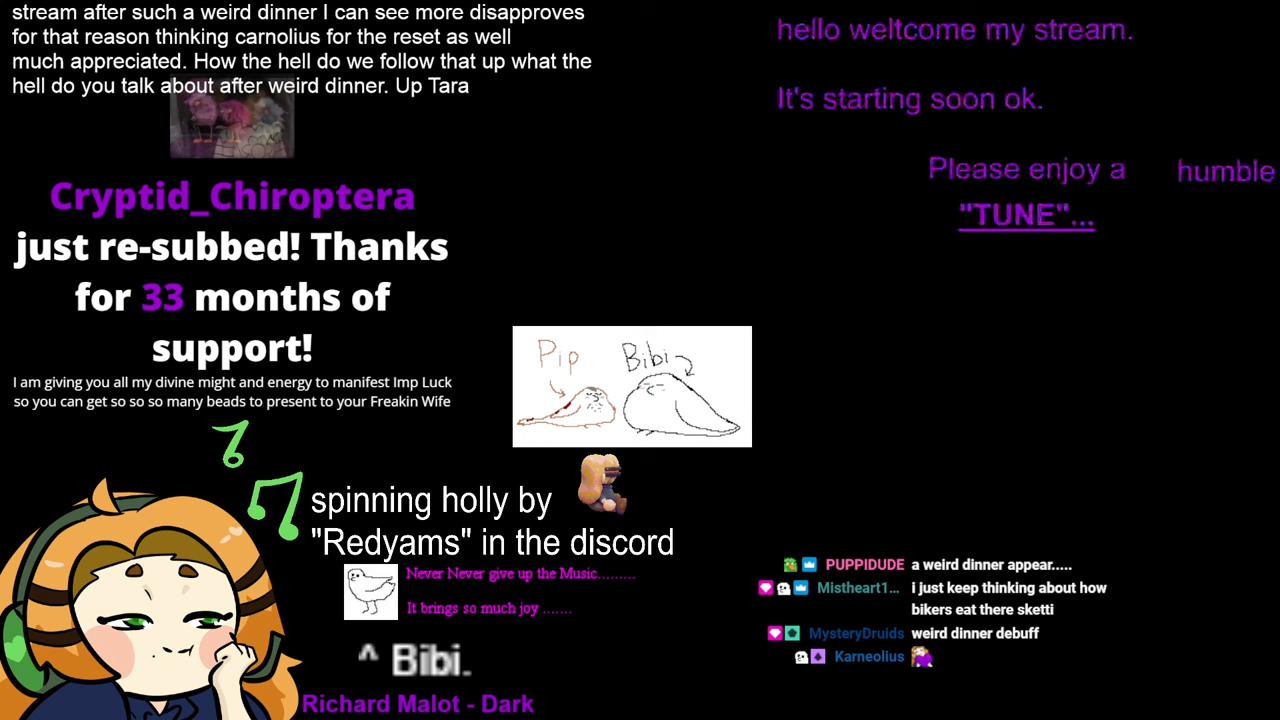 stream after such a weird dinner I can see more disapproves
for that reason thinking carnolius for the reset as well
much appreciated. How the hell do we follow that up what the
hell do you talk about after weird dinner. Up Tara
Cryptid_Chiroptera
just re-subbed! Thanks
for 33 months of
support!
I am giving you all my divine might and energy to manifest Imp Luck
so you can get so so so many beads to present to your Freakin Wife
hello weltcome my stream.
It's starting soon ok.
Please enjoy a humble
"TUNE"...
Pip
Bibi
spinning holly by
"Redyams" in the discord
Never Never give up the Music.........
It brings so much joy .......
^ Bibi.
Richard Malot - Dark
PUPPIDUDE a weird dinner appear.....
Mistheart1... i just keep thinking about how
bikers eat there sketti
MysteryDruids weird dinner debuff
Karneolius